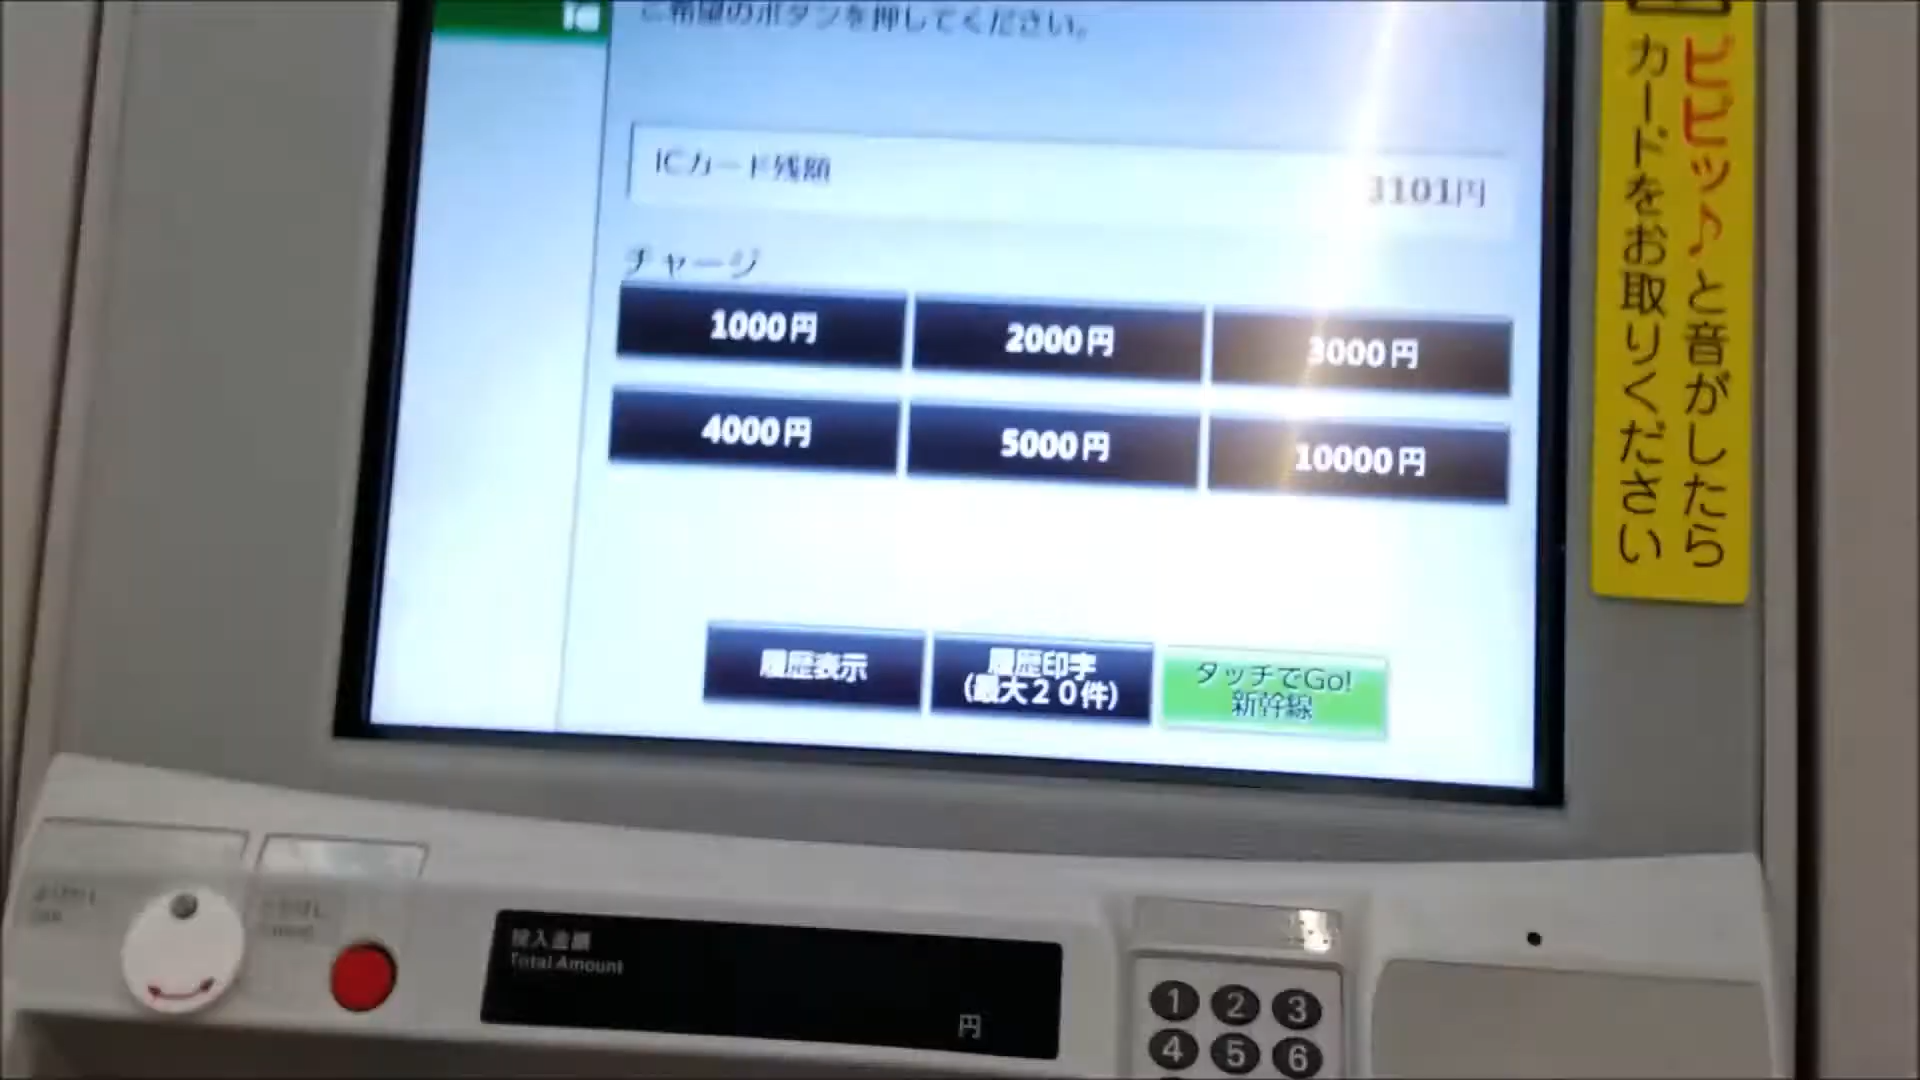 ご希望のボタンを押してください。
ICカード残額
3101円
チャージ
1000円
2000円
3000円
4000円
5000円
10000円
履歴表示
履歴印字
(最大20件)
タッチでGo!
新幹線
ピピッ♪と音がしたら
カードをお取りください
投入金額
Total Amount
円
1 2 3
4 5 6